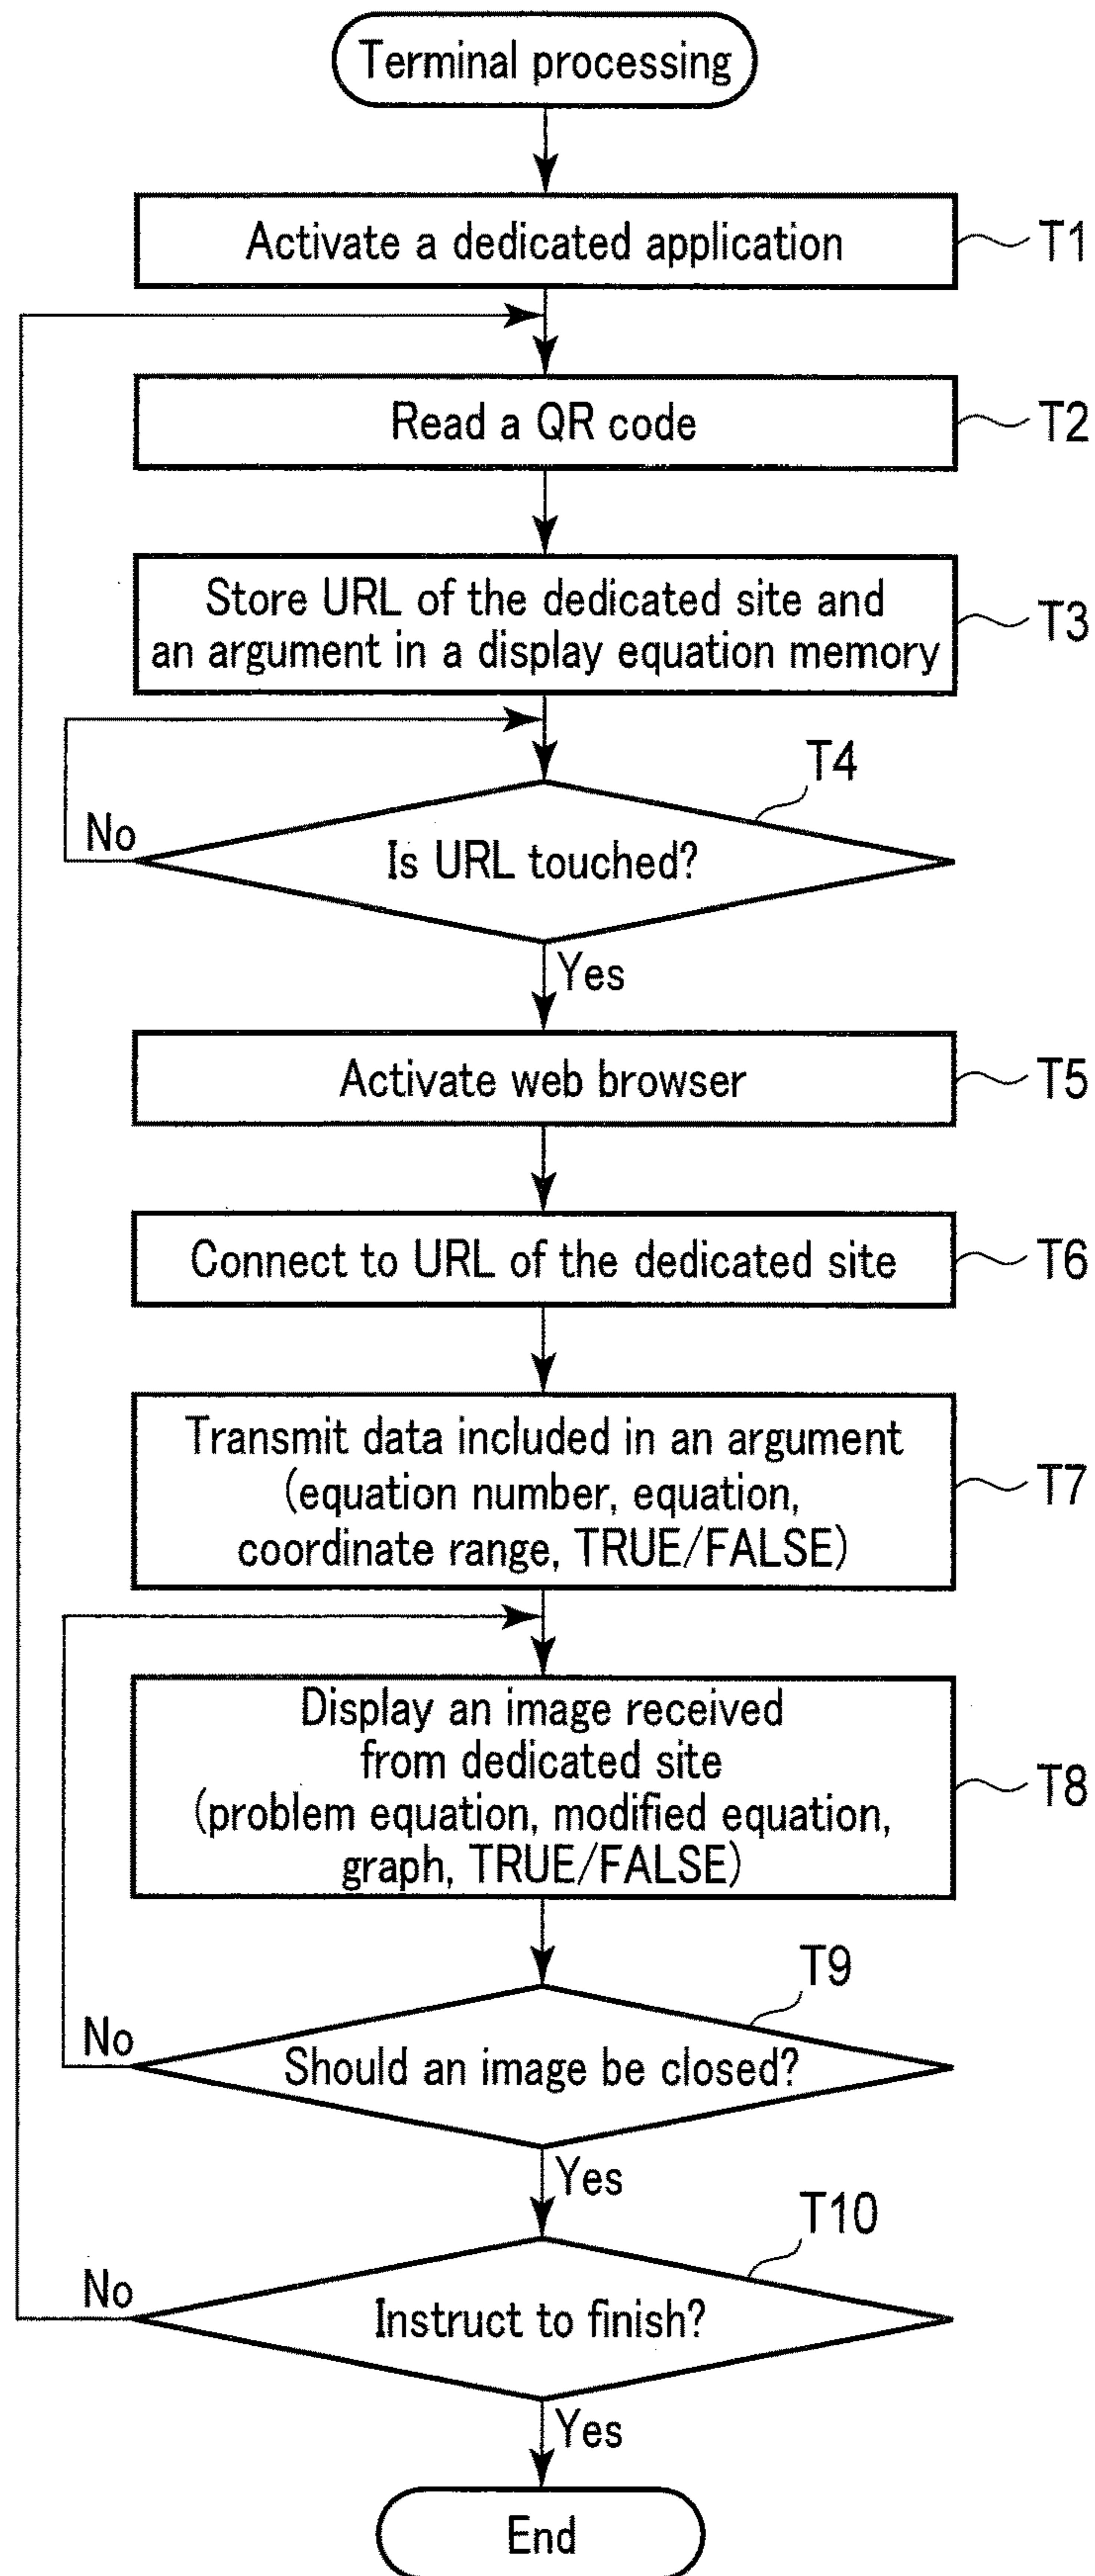 Terminal processing
Activate a dedicated application
T1
Read a QR code
T2
Store URL of the dedicated site and
an argument in a display equation memory
T3
T4
No
Is URL touched?
Yes
Activate web browser
T5
Connect to URL of the dedicated site
T6
Transmit data included in an argument
(equation number, equation,
coordinate range, TRUE/FALSE)
T7
Display an image received
from dedicated site
(problem equation, modified equation,
graph, TRUE/FALSE)
T8
T9
No
Should an image be closed?
Yes
T10
No
Instruct to finish?
Yes
End